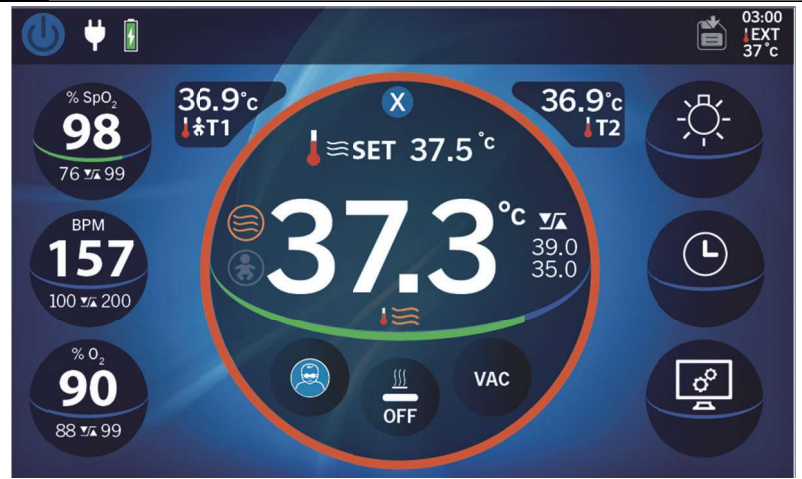 03:00
EXT
37°c
% SpO₂
98
76 99
36.9°c
T1
X
36.9°c
T2
SET 37.5°c
37.3°c
39.0
35.0
BPM
157
100 200
% O₂
90
88 99
OFF
VAC